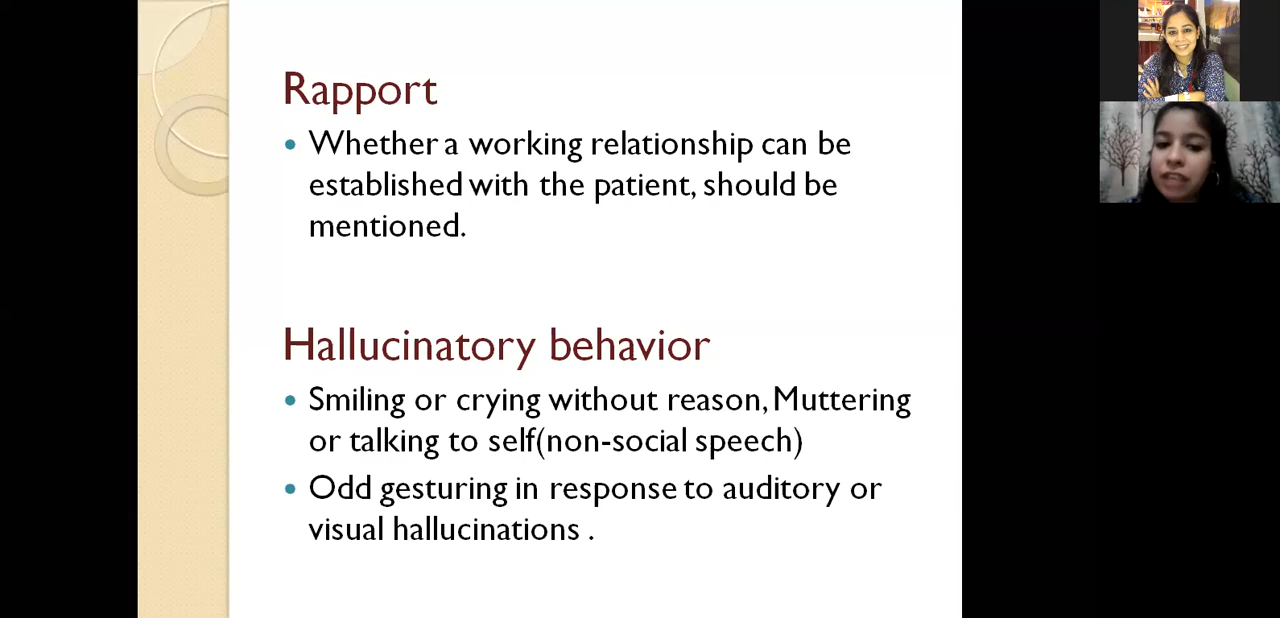 Rapport
• Whether a working relationship can be
established with the patient, should be
mentioned.
Hallucinatory behavior
• Smiling or crying without reason, Muttering
or talking to self(non-social speech)
• Odd gesturing in response to auditory or
visual hallucinations .